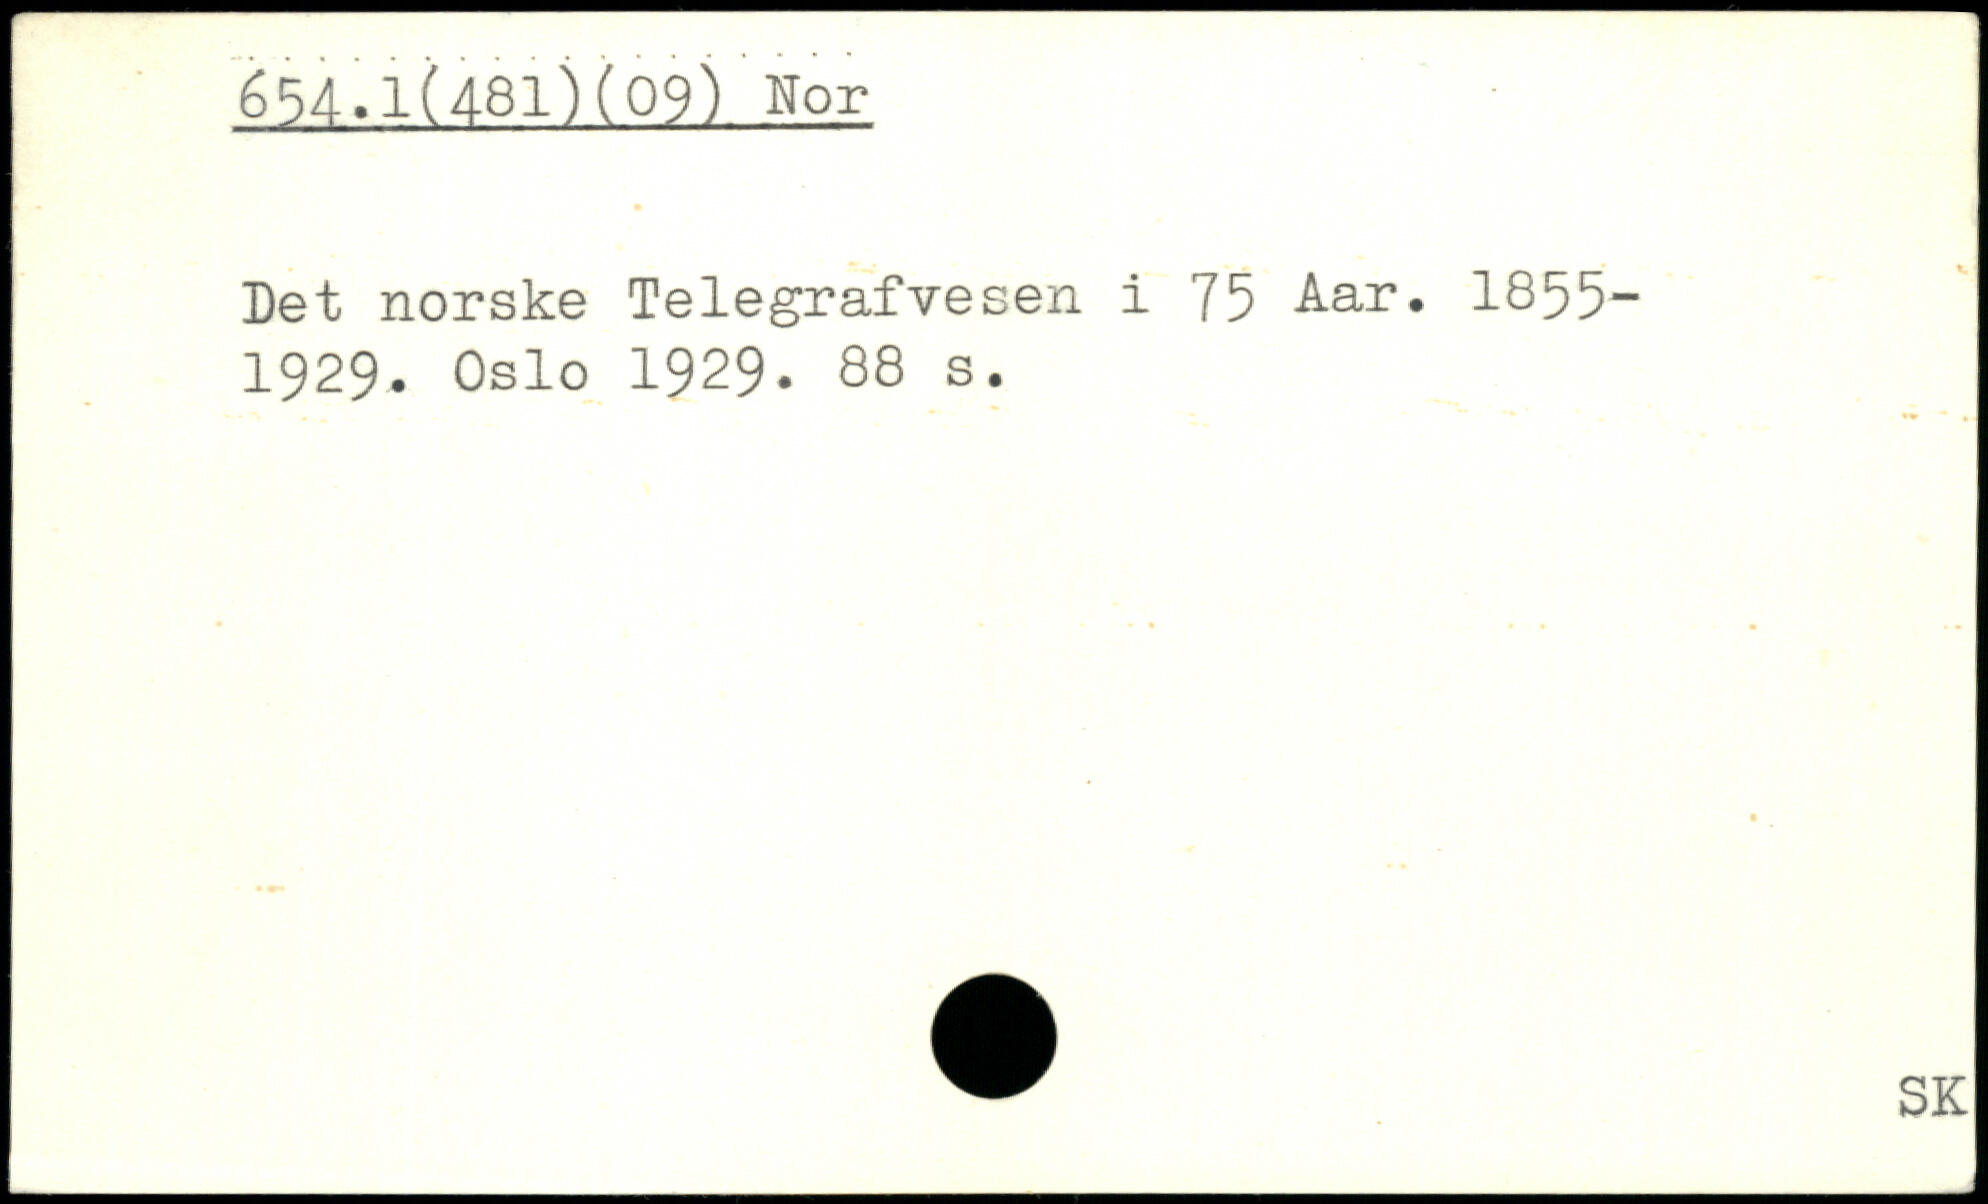 654.1(481)(09) Nor
Det norske Telegrafvesen i 75 Aar. 1855-
1929. Oslo 1929. 88 s.
SK